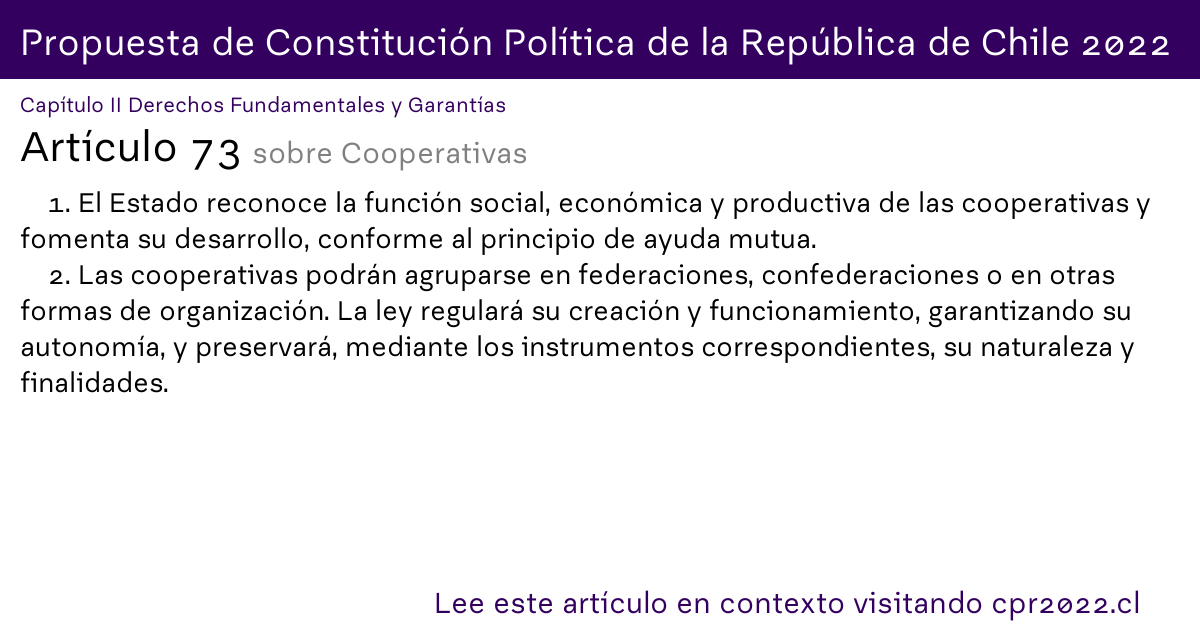 Propuesta de Constitución Política de la República de Chile 2022
Capítulo II Derechos Fundamentales y Garantías
Artículo 73 sobre Cooperativas
1. El Estado reconoce la función social, económica y productiva de las cooperativas y
fomenta su desarrollo, conforme al principio de ayuda mutua.
2. Las cooperativas podrán agruparse en federaciones, confederaciones o en otras
formas de organización. La ley regulará su creación y funcionamiento, garantizando su
autonomía, y preservará, mediante los instrumentos correspondientes, su naturaleza y
finalidades.
Lee este artículo en contexto visitando cpr2022.cl